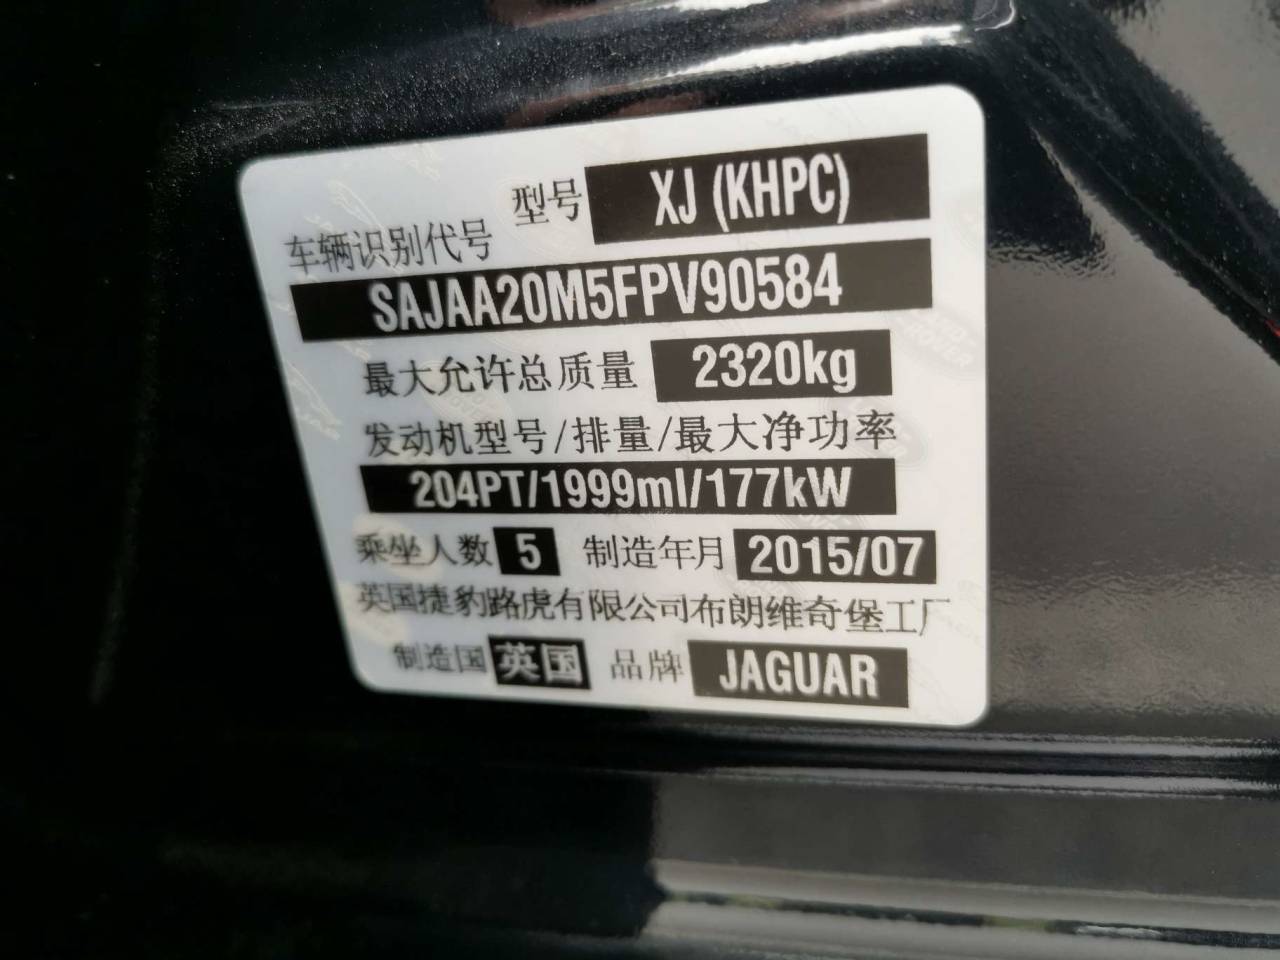 型号 XJ (KHPC)
车辆识别代号
SAJAA20M5FPV90584
最大允许总质量 2320kg
发动机型号/排量/最大净功率
204PT/1999ml/177kW
乘坐人数 5 制造年月 2015/07
英国捷豹路虎有限公司布朗维奇堡工厂
制造国 英国 品牌 JAGUAR